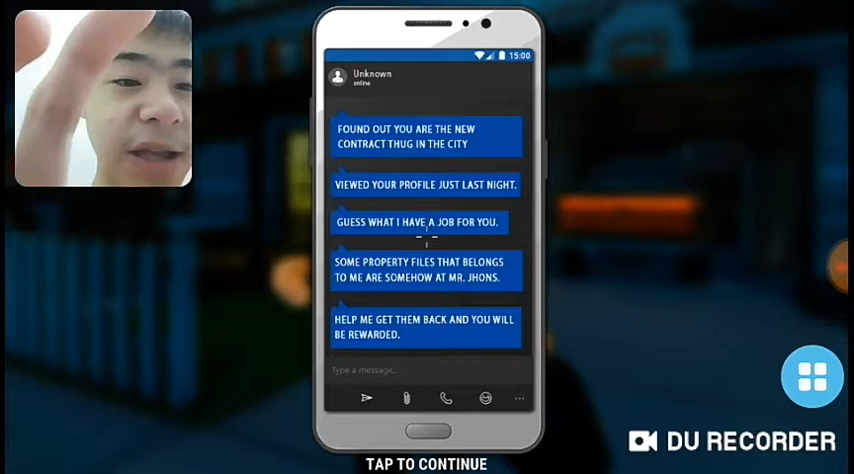 15:00
Unknown
online
FOUND OUT YOU ARE THE NEW
CONTRACT THUG IN THE CITY
VIEWED YOUR PROFILE JUST LAST NIGHT.
GUESS WHAT I HAVE A JOB FOR YOU.
SOME PROPERTY FILES THAT BELONGS
TO ME ARE SOMEHOW AT MR. JHONS.
HELP ME GET THEM BACK AND YOU WILL
BE REWARDED.
Type a message...
TAP TO CONTINUE
DU RECORDER